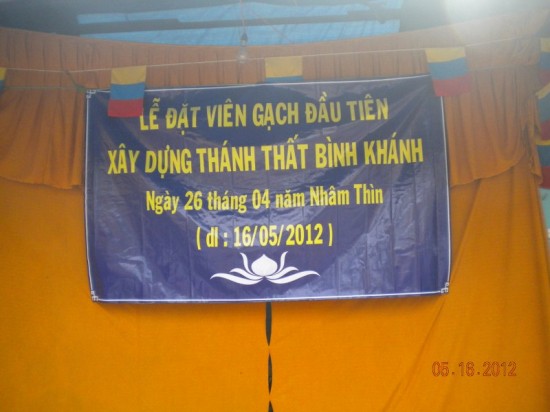 LỄ ĐẶT VIÊN GẠCH ĐẦU TIÊN
XÂY DỰNG THÁNH THẤT BÌNH KHÁNH
Ngày 26 tháng 04 năm Nhâm Thìn
( dl : 16/05/2012 )
05.16.2012